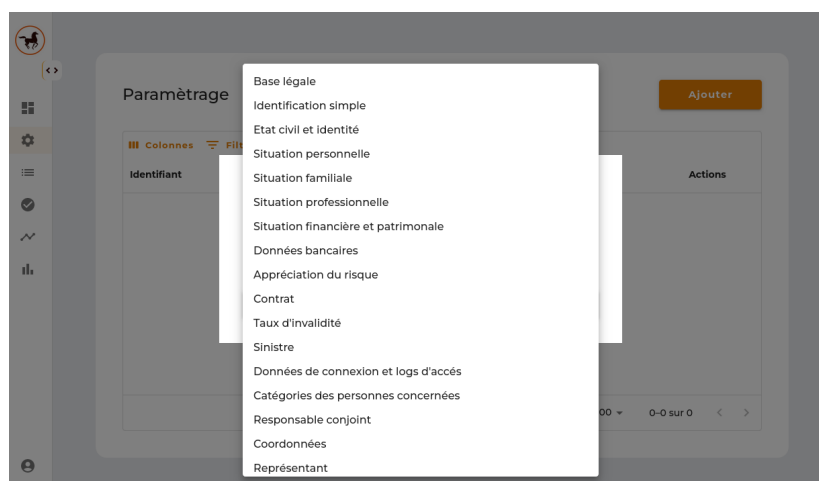 Paramètrage
Ajouter
Colonnes
Identifiant
Actions
Base légale
Identification simple
Etat civil et identité
Situation personnelle
Situation familiale
Situation professionnelle
Situation financière et patrimonale
Données bancaires
Appréciation du risque
Contrat
Taux d'invalidité
Sinistre
Données de connexion et logs d'accés
Catégories des personnes concernées
Responsable conjoint
Coordonnées
Représentant
0-0 sur 0